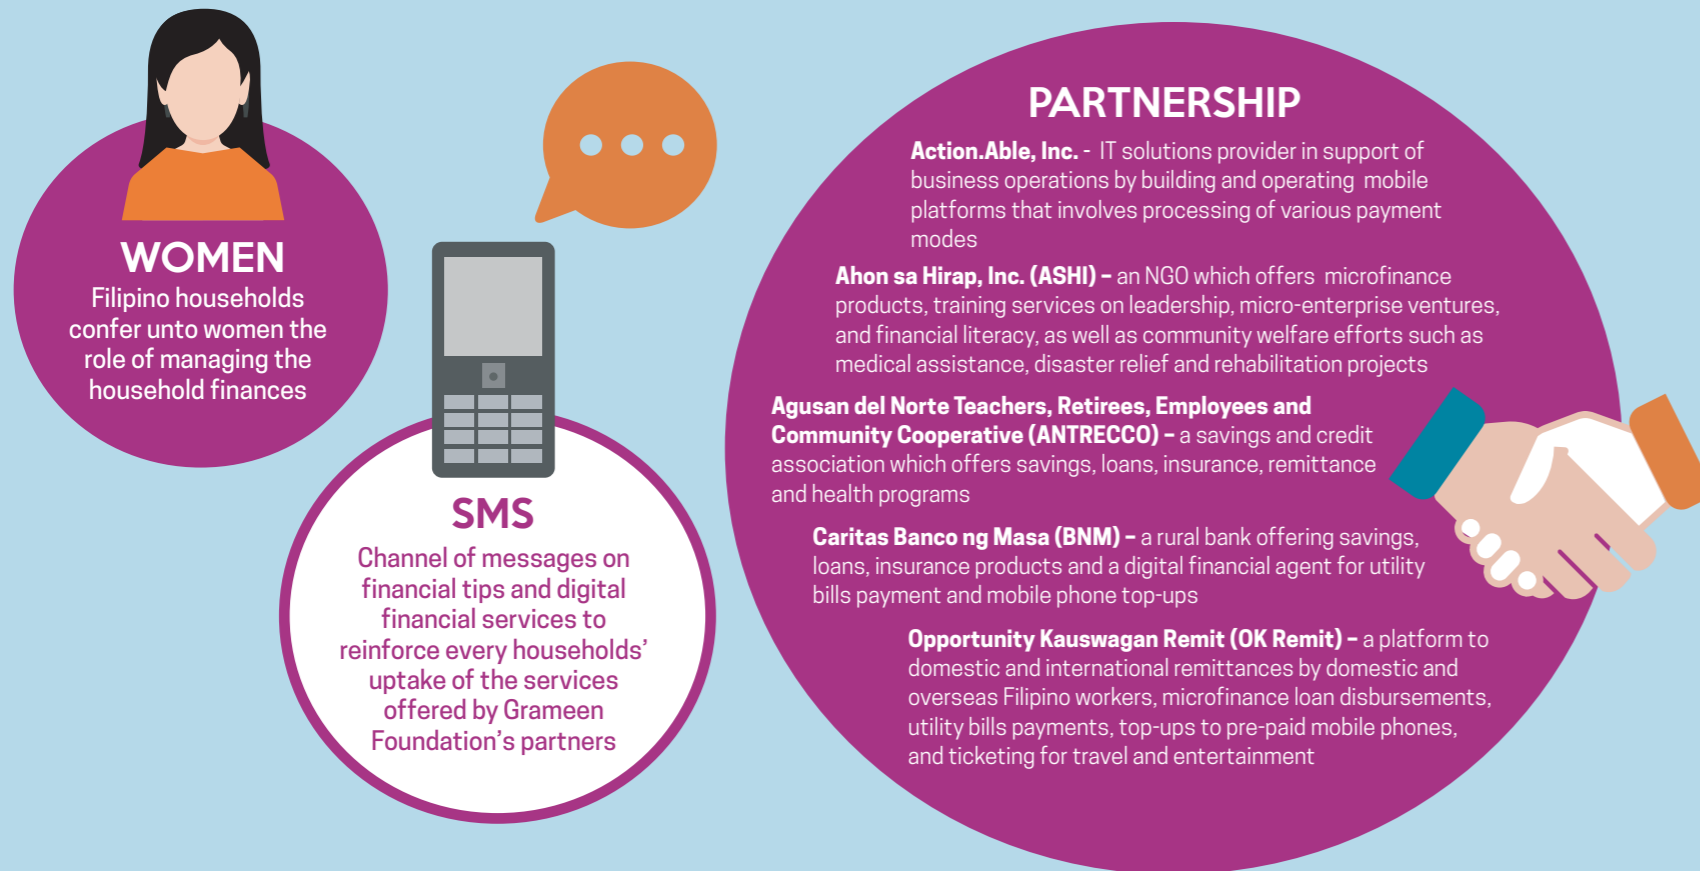 WOMEN
Filipino households
confer unto women the
role of managing the
household finances
SMS
Channel of messages on
financial tips and digital
financial services to
reinforce every households'
uptake of the services
offered by Grameen
Foundation's partners
PARTNERSHIP
Action.Able, Inc. - IT solutions provider in support of
business operations by building and operating mobile
platforms that involves processing of various payment
modes
Ahon sa Hirap, Inc. (ASHI) – an NGO which offers microfinance
products, training services on leadership, micro-enterprise ventures,
and financial literacy, as well as community welfare efforts such as
medical assistance, disaster relief and rehabilitation projects
Agusan del Norte Teachers, Retirees, Employees and
Community Cooperative (ANTRECCO) – a savings and credit
association which offers savings, loans, insurance, remittance
and health programs
Caritas Banco ng Masa (BNM) – a rural bank offering savings,
loans, insurance products and a digital financial agent for utility
bills payment and mobile phone top-ups
Opportunity Kauswagan Remit (OK Remit) – a platform to
domestic and international remittances by domestic and
overseas Filipino workers, microfinance loan disbursements,
utility bills payments, top-ups to pre-paid mobile phones,
and ticketing for travel and entertainment